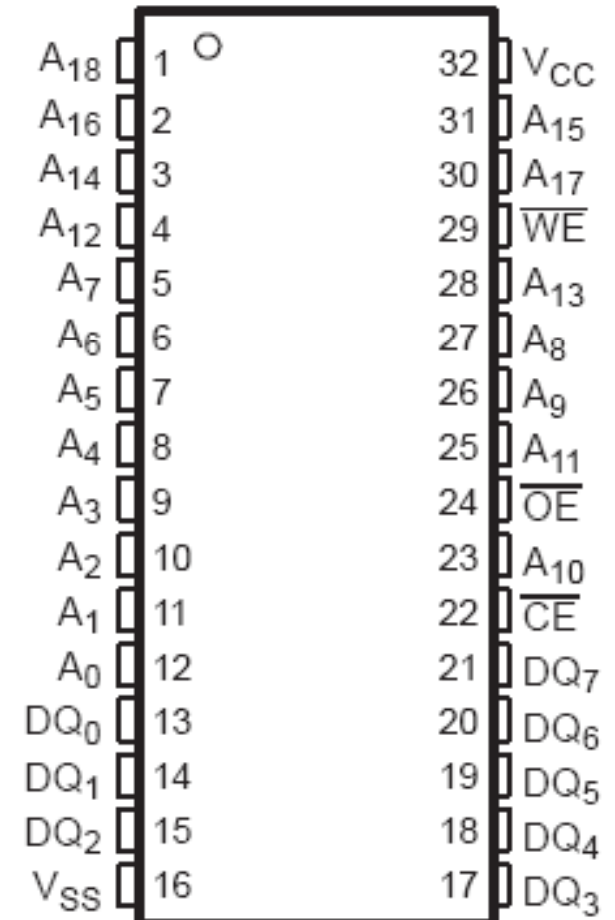 A18 1 32 VCC
A16 2 31 A15
A14 3 30 A17
A12 4 29 W̅E̅
A7 5 28 A13
A6 6 27 A8
A5 7 26 A9
A4 8 25 A11
A3 9 24 O̅E̅
A2 10 23 A10
A1 11 22 C̅E̅
A0 12 21 DQ7
DQ0 13 20 DQ6
DQ1 14 19 DQ5
DQ2 15 18 DQ4
VSS 16 17 DQ3